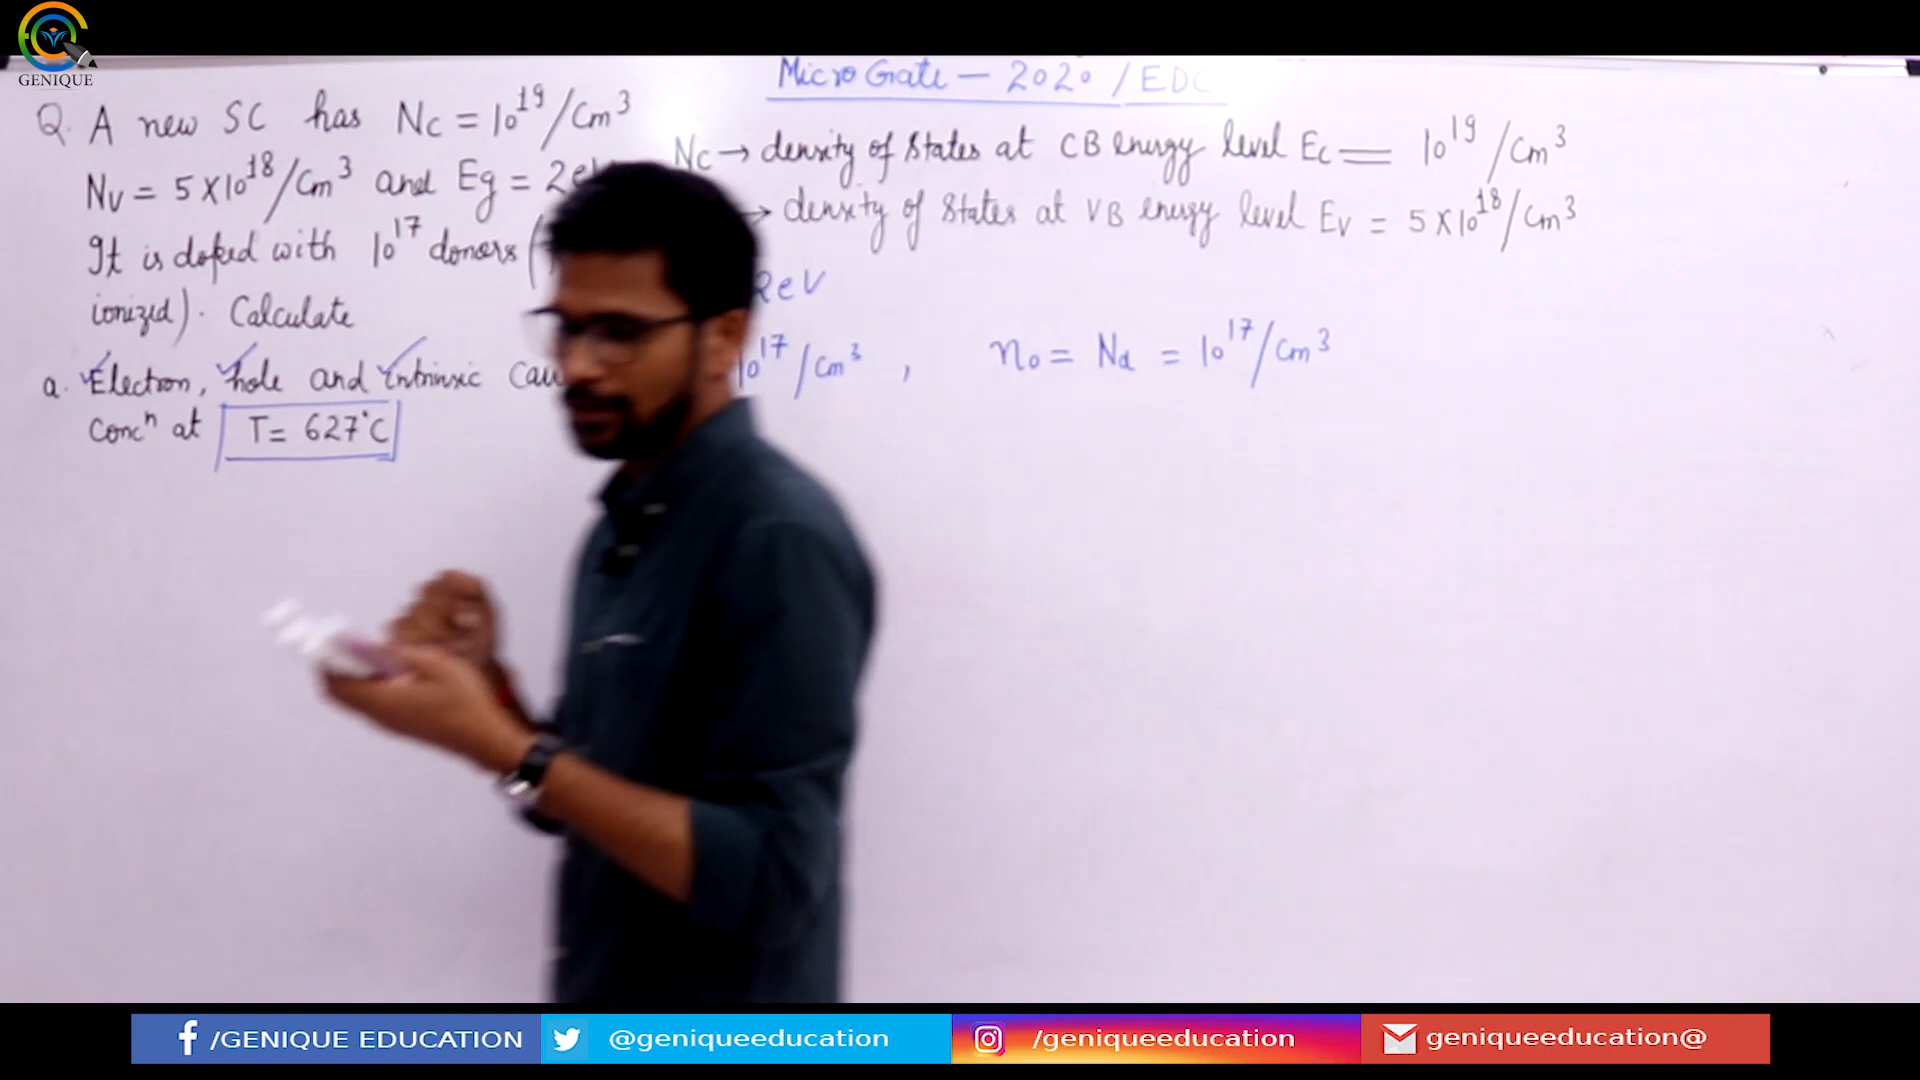 GENIQUE
Micro Gate – 2020 / EDC
Q. A new SC has Nc = 10^19/Cm^3
Nv = 5 X 10^18/Cm^3 and Eg = 2e
It is doped with 10^17 doners (
ionized). Calculate
a. Electron, hole and intrinsic
Conc^n at T= 627°C
Nc → density of states at CB energy level Ec = 10^19 /Cm^3
→ density of states at VB energy level Ev = 5 X 10^18/Cm^3
2eV
10^17/Cm^3 , no = Nd = 10^17/Cm^3
/GENIQUE EDUCATION
@geniqueeducation
/geniqueeducation
geniqueeducation@